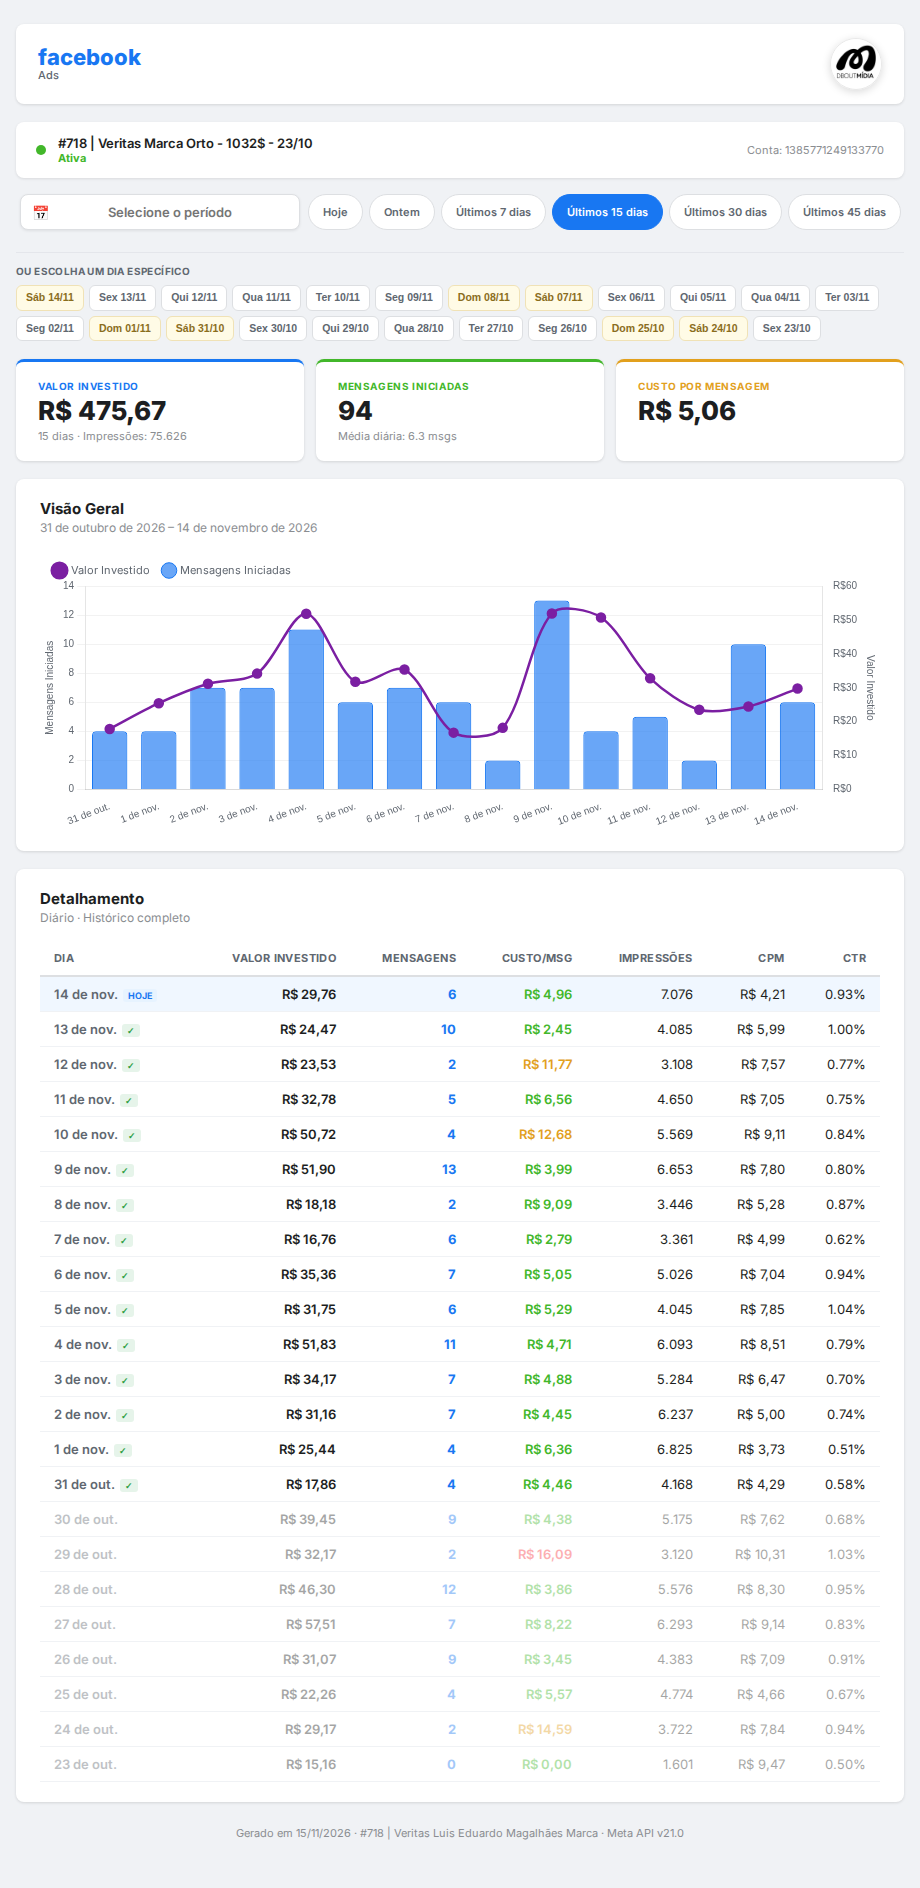 facebook
Ads
DBOUTMÍDIA
#718 | Veritas Marca Orto - 1032$ - 23/10
Ativa
Conta: 1385771249133770
Selecione o período Hoje Ontem Últimos 7 dias Últimos 15 dias Últimos 30 dias Últimos 45 dias
OU ESCOLHA UM DIA ESPECÍFICO
Sáb 14/11 Sex 13/11 Qui 12/11 Qua 11/11 Ter 10/11 Seg 09/11 Dom 08/11 Sáb 07/11 Sex 06/11 Qui 05/11 Qua 04/11 Ter 03/11
Seg 02/11 Dom 01/11 Sáb 31/10 Sex 30/10 Qui 29/10 Qua 28/10 Ter 27/10 Seg 26/10 Dom 25/10 Sáb 24/10 Sex 23/10
VALOR INVESTIDO
R$ 475,67
15 dias · Impressões: 75.626
MENSAGENS INICIADAS
94
Média diária: 6.3 msgs
CUSTO POR MENSAGEM
R$ 5,06
Visão Geral
31 de outubro de 2026 – 14 de novembro de 2026
Valor Investido Mensagens Iniciadas
Mensagens Iniciadas
14
12
10
8
6
4
2
0
R$60
R$50
R$40
R$30
R$20
R$10
R$0
Valor Investido
31 de out. 1 de nov. 2 de nov. 3 de nov. 4 de nov. 5 de nov. 6 de nov. 7 de nov. 8 de nov. 9 de nov. 10 de nov. 11 de nov. 12 de nov. 13 de nov. 14 de nov.
Detalhamento
Diário · Histórico completo
DIA VALOR INVESTIDO MENSAGENS CUSTO/MSG IMPRESSÕES CPM CTR
14 de nov. HOJE R$ 29,76 6 R$ 4,96 7.076 R$ 4,21 0.93%
13 de nov. ✓ R$ 24,47 10 R$ 2,45 4.085 R$ 5,99 1.00%
12 de nov. ✓ R$ 23,53 2 R$ 11,77 3.108 R$ 7,57 0.77%
11 de nov. ✓ R$ 32,78 5 R$ 6,56 4.650 R$ 7,05 0.75%
10 de nov. ✓ R$ 50,72 4 R$ 12,68 5.569 R$ 9,11 0.84%
9 de nov. ✓ R$ 51,90 13 R$ 3,99 6.653 R$ 7,80 0.80%
8 de nov. ✓ R$ 18,18 2 R$ 9,09 3.446 R$ 5,28 0.87%
7 de nov. ✓ R$ 16,76 6 R$ 2,79 3.361 R$ 4,99 0.62%
6 de nov. ✓ R$ 35,36 7 R$ 5,05 5.026 R$ 7,04 0.94%
5 de nov. ✓ R$ 31,75 6 R$ 5,29 4.045 R$ 7,85 1.04%
4 de nov. ✓ R$ 51,83 11 R$ 4,71 6.093 R$ 8,51 0.79%
3 de nov. ✓ R$ 34,17 7 R$ 4,88 5.284 R$ 6,47 0.70%
2 de nov. ✓ R$ 31,16 7 R$ 4,45 6.237 R$ 5,00 0.74%
1 de nov. ✓ R$ 25,44 4 R$ 6,36 6.825 R$ 3,73 0.51%
31 de out. ✓ R$ 17,86 4 R$ 4,46 4.168 R$ 4,29 0.58%
30 de out. R$ 39,45 9 R$ 4,38 5.175 R$ 7,62 0.68%
29 de out. R$ 32,17 2 R$ 16,09 3.120 R$ 10,31 1.03%
28 de out. R$ 46,30 12 R$ 3,86 5.576 R$ 8,30 0.95%
27 de out. R$ 57,51 7 R$ 8,22 6.293 R$ 9,14 0.83%
26 de out. R$ 31,07 9 R$ 3,45 4.383 R$ 7,09 0.91%
25 de out. R$ 22,26 4 R$ 5,57 4.774 R$ 4,66 0.67%
24 de out. R$ 29,17 2 R$ 14,59 3.722 R$ 7,84 0.94%
23 de out. R$ 15,16 0 R$ 0,00 1.601 R$ 9,47 0.50%
Gerado em 15/11/2026 · #718 | Veritas Luis Eduardo Magalhães Marca · Meta API v21.0